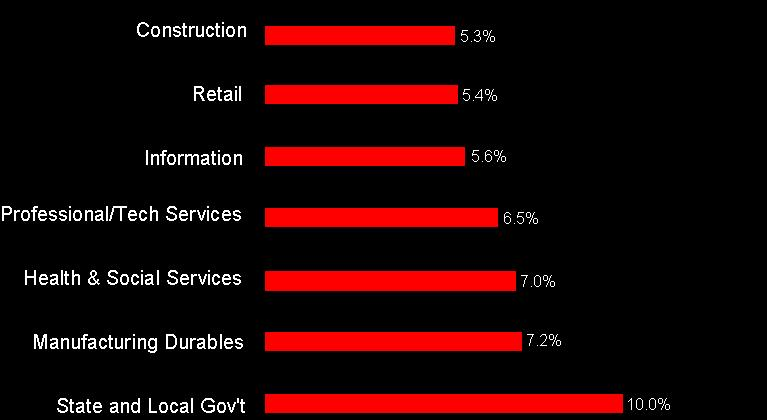 Construction 5.3%
Retail 5.4%
Information 5.6%
Professional/Tech Services 6.5%
Health & Social Services 7.0%
Manufacturing Durables 7.2%
State and Local Gov't 10.0%